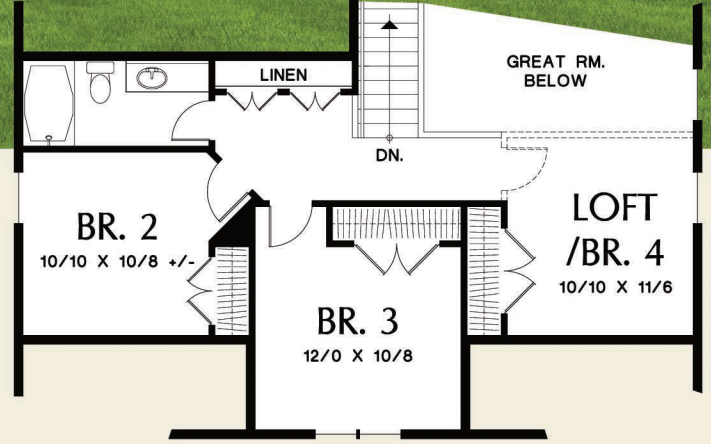 GREAT RM.
BELOW
LINEN
DN.
BR. 2
10/10 X 10/8 +/-
LOFT
/BR. 4
10/10 X 11/6
BR. 3
12/0 X 10/8